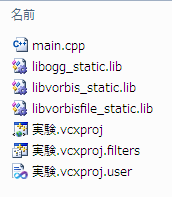 名前
main.cpp
libogg_static.lib
libvorbis_static.lib
libvorbisfile_static.lib
実験.vcxproj
実験.vcxproj.filters
実験.vcxproj.user